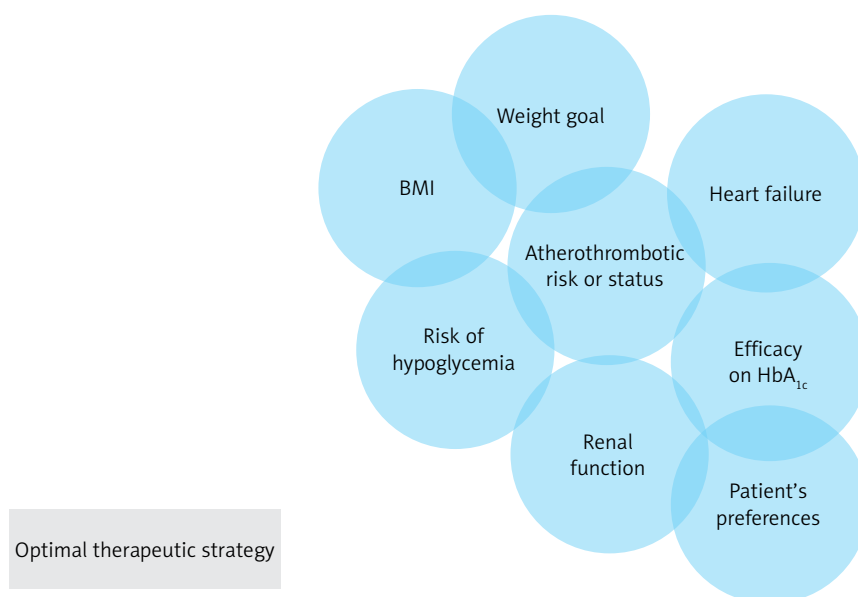 Weight goal
BMI
Heart failure
Atherothrombotic
risk or status
Risk of
hypoglycemia
Efficacy
on HbA1c
Renal
function
Patient's
preferences
Optimal therapeutic strategy